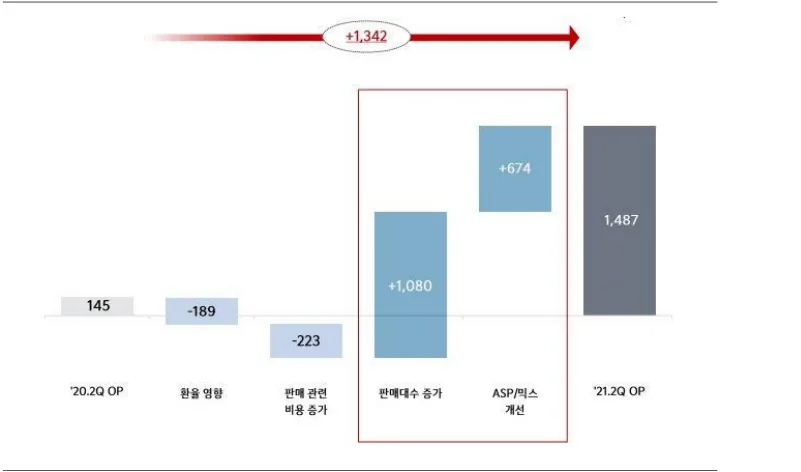 +1,342
+674
1,487
+1,080
145
-189
-223
'20.2Q OP
환율 영향
판매 관련
비용 증가
판매대수 증가
ASP/믹스
개선
'21.2Q OP